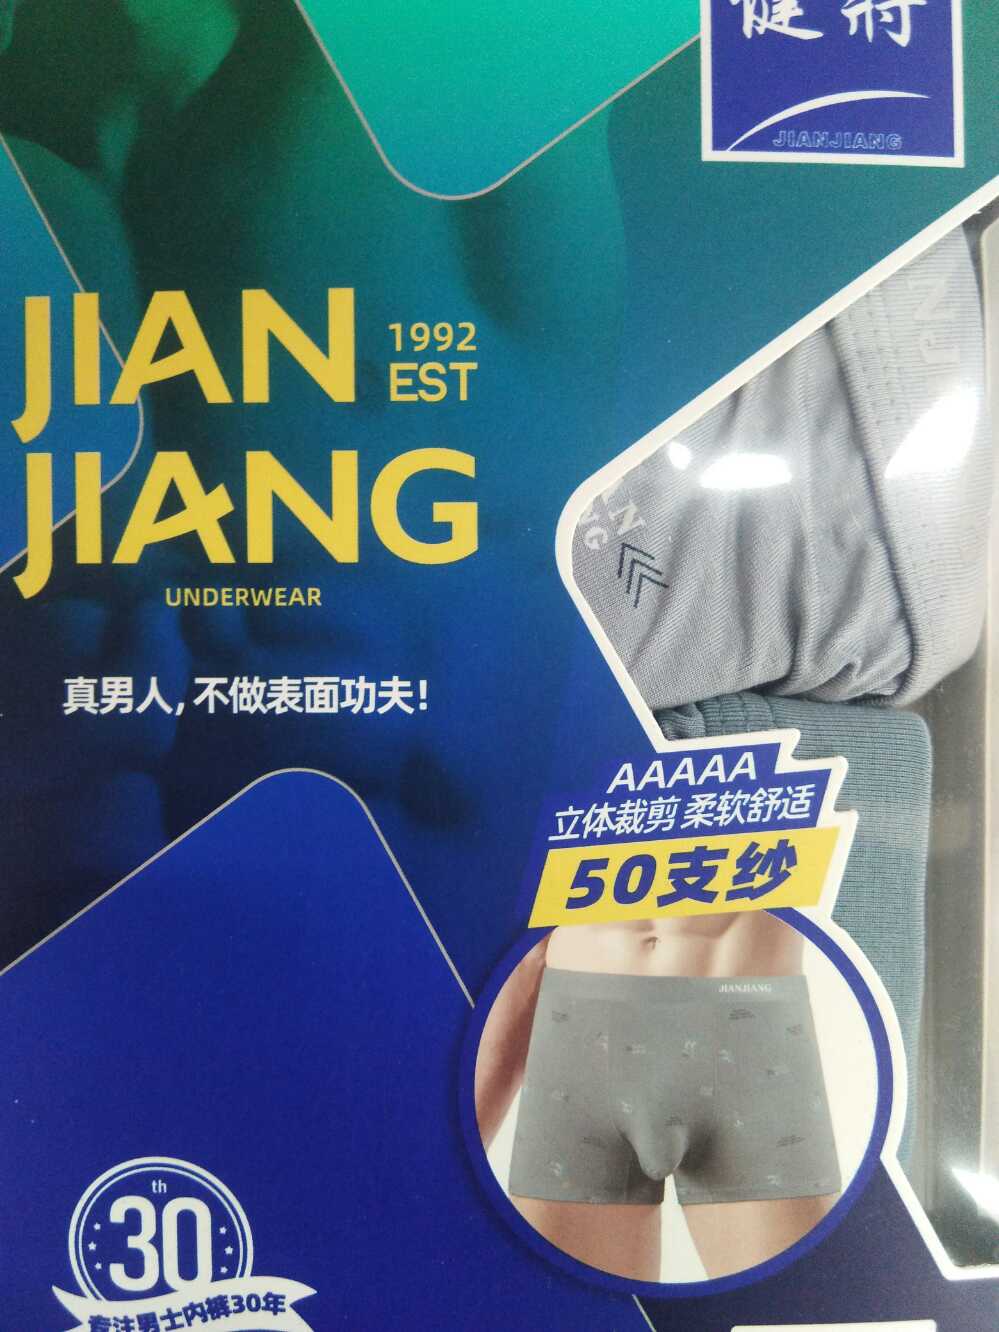 健将
JIANJIANG
JIAN
1992
EST
JIANG
UNDERWEAR
真男人,不做表面功夫!
AAAAA
立体裁剪 柔软舒适
50支纱
JIANJIANG
th
30
专注男士内裤30年